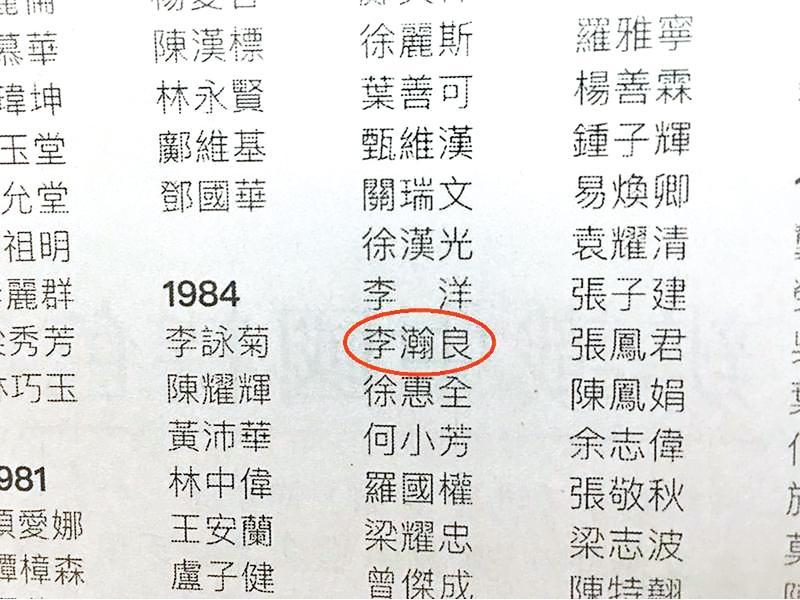 慕華
瑋坤
玉堂
允堂
祖明
麗群
秀芳
巧玉
1981
愛娜
樟森
陳漢標
林永賢
鄺維基
鄧國華
1984
李詠菊
陳耀輝
黃沛華
林中偉
王安蘭
盧子健
徐麗斯
葉善可
甄維漢
關瑞文
徐漢光
李 洋
李瀚良
徐惠全
何小芳
羅國權
梁耀忠
曾傑成
羅雅寧
楊善霖
鍾子輝
易煥卿
袁耀清
張子建
張鳳君
陳鳳娟
余志偉
張敬秋
梁志波
陳特翱